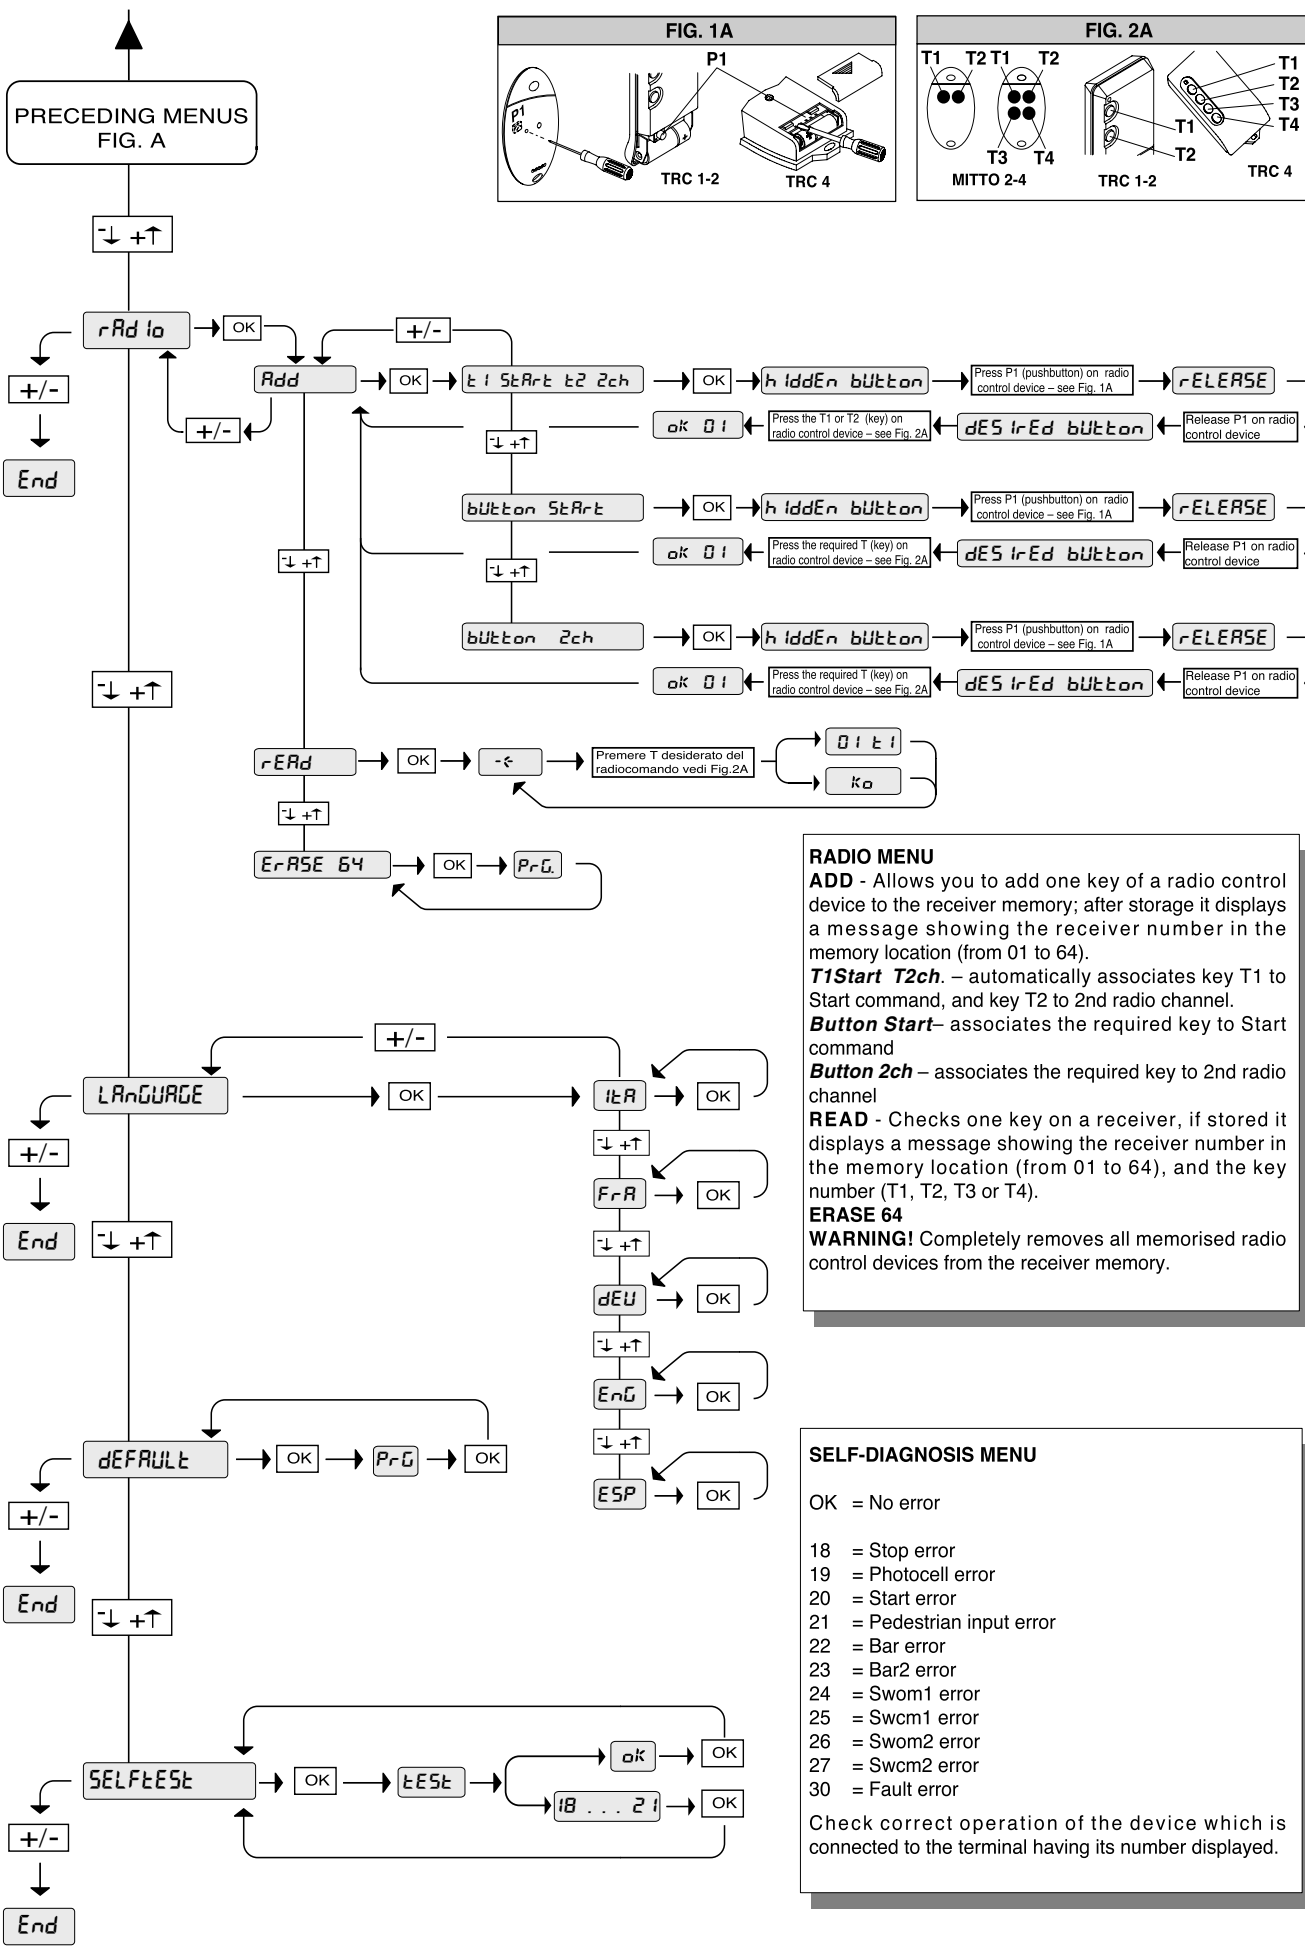 FIG. 1A
P1
P1
TRC 1-2
TRC 4
FIG. 2A
T1 T2 T1 T2
T3 T4
MITTO 2-4
T1
T2
TRC 1-2
T1
T2
T3
T4
TRC 4
PRECEDING MENUS
FIG. A
-↓ +↑
rAdIo
OK
+/-
End
+/-
Add
OK
+/-
t1 StArt t2 2ch
OK
hIddEn bUtton
Press P1 (pushbutton) on radio
control device – see Fig. 1A
rELEASE
oK 01
Press the T1 or T2 (key) on
radio control device – see Fig. 2A
dESIrEd bUtton
Release P1 on radio
control device
-↓ +↑
bUtton StArt
OK
hIddEn bUtton
Press P1 (pushbutton) on radio
control device – see Fig. 1A
rELEASE
oK 01
Press the required T (key) on
radio control device – see Fig. 2A
dESIrEd bUtton
Release P1 on radio
control device
-↓ +↑
-↓ +↑
bUtton 2ch
OK
hIddEn bUtton
Press P1 (pushbutton) on radio
control device – see Fig. 1A
rELEASE
oK 01
Press the required T (key) on
radio control device – see Fig. 2A
dESIrEd bUtton
Release P1 on radio
control device
-↓ +↑
rEAd
OK
Premere T desiderato del
radiocomando vedi Fig.2A
01 t1
Ko
-↓ +↑
ErASE 64
OK
PrG.
RADIO MENU
ADD - Allows you to add one key of a radio control
device to the receiver memory; after storage it displays
a message showing the receiver number in the
memory location (from 01 to 64).
T1Start T2ch. – automatically associates key T1 to
Start command, and key T2 to 2nd radio channel.
Button Start– associates the required key to Start
command
Button 2ch – associates the required key to 2nd radio
channel
READ - Checks one key on a receiver, if stored it
displays a message showing the receiver number in
the memory location (from 01 to 64), and the key
number (T1, T2, T3 or T4).
ERASE 64
WARNING! Completely removes all memorised radio
control devices from the receiver memory.
+/-
LAnGUAGE
OK
ItA
OK
+/-
End
-↓ +↑
-↓ +↑
FrA
OK
-↓ +↑
dEU
OK
-↓ +↑
EnG
OK
-↓ +↑
ESP
OK
dEFAULt
OK
PrG
OK
+/-
End
-↓ +↑
SELFtESt
OK
tESt
oK
OK
18 . . . 21
OK
+/-
End
SELF-DIAGNOSIS MENU
OK = No error
18 = Stop error
19 = Photocell error
20 = Start error
21 = Pedestrian input error
22 = Bar error
23 = Bar2 error
24 = Swom1 error
25 = Swcm1 error
26 = Swom2 error
27 = Swcm2 error
30 = Fault error
Check correct operation of the device which is
connected to the terminal having its number displayed.